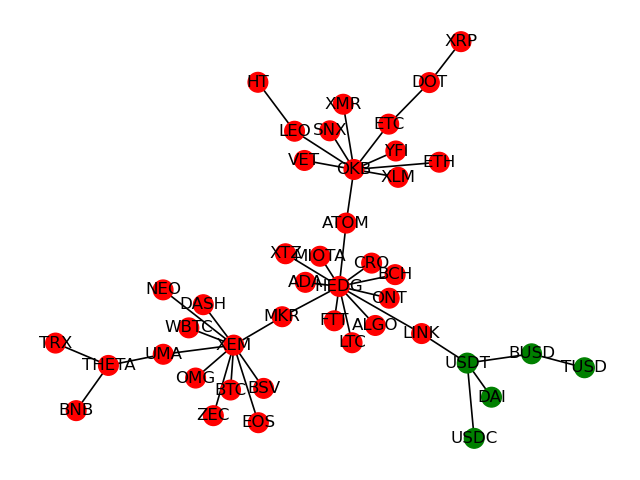 XRP
HT
DOT
XMR
LEO
SNX
ETC
YFI
VET
ETH
OKB
XLM
ATOM
XTZ
MIOTA
CRO
BCH
ADA
HEDG
ONT
NEO
DASH
MKR
FTT
ALGO
WBTC
LINK
TRX
XEM
LTC
UMA
THETA
USDT
BUSD
TUSD
OMG
BTC
BSV
DAI
BNB
ZEC
EOS
USDC